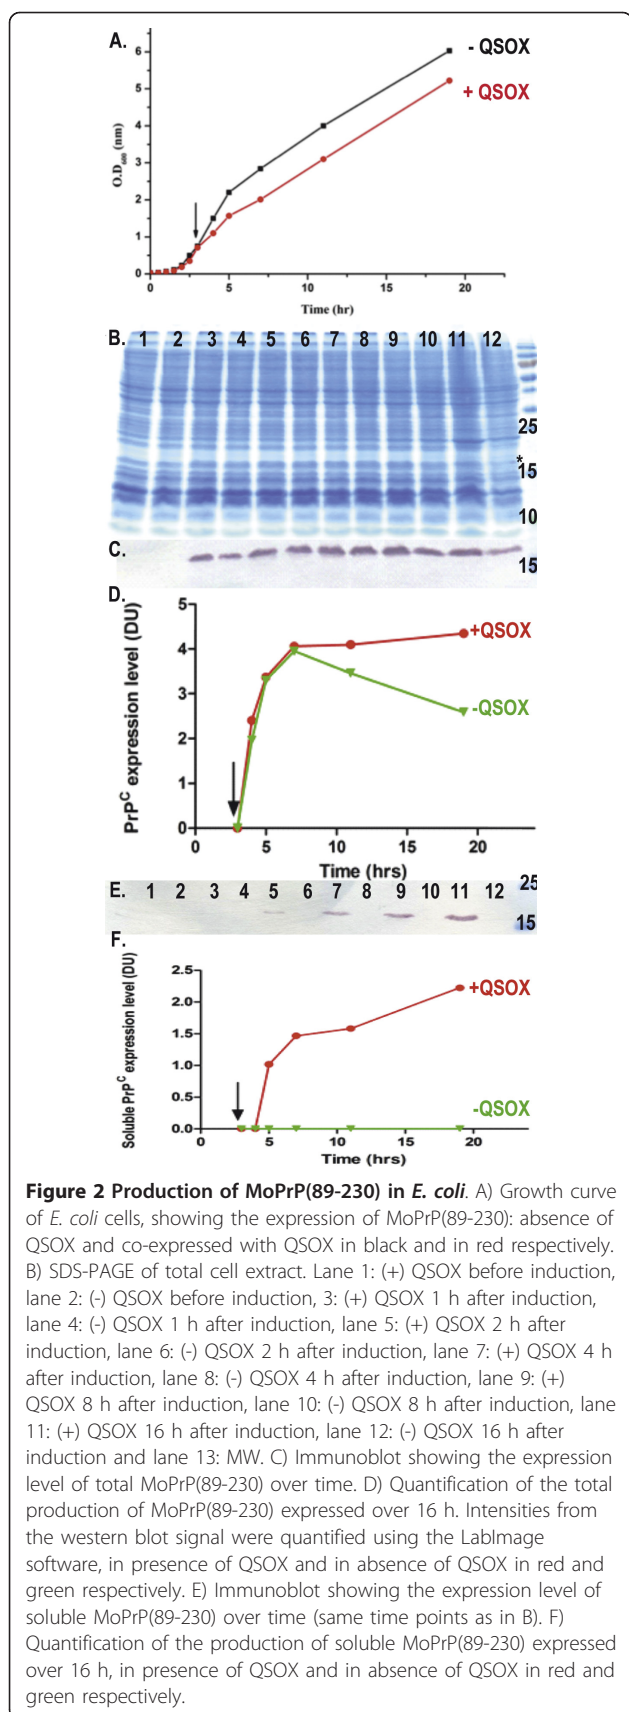 A.
- QSOX
+ QSOX
O.D₆₀₀ (nm)
6
5
4
3
2
1
0
0 5 10 15 20
Time (hr)
B. 1 2 3 4 5 6 7 8 9 10 11 12
25
*
15
10
C.
15
D.
PrPᶜ expression level (DU)
5
4
3
2
1
0
+QSOX
-QSOX
0 5 10 15 20
Time (hrs)
E. 1 2 3 4 5 6 7 8 9 10 11 12 25
15
F.
Soluble PrPᶜ expression level (DU)
2.5
2.0
1.5
1.0
0.5
0.0
+QSOX
-QSOX
0 5 10 15 20
Time (hrs)
Figure 2 Production of MoPrP(89-230) in E. coli. A) Growth curve
of E. coli cells, showing the expression of MoPrP(89-230): absence of
QSOX and co-expressed with QSOX in black and in red respectively.
B) SDS-PAGE of total cell extract. Lane 1: (+) QSOX before induction,
lane 2: (-) QSOX before induction, 3: (+) QSOX 1 h after induction,
lane 4: (-) QSOX 1 h after induction, lane 5: (+) QSOX 2 h after
induction, lane 6: (-) QSOX 2 h after induction, lane 7: (+) QSOX 4 h
after induction, lane 8: (-) QSOX 4 h after induction, lane 9: (+)
QSOX 8 h after induction, lane 10: (-) QSOX 8 h after induction, lane
11: (+) QSOX 16 h after induction, lane 12: (-) QSOX 16 h after
induction and lane 13: MW. C) Immunoblot showing the expression
level of total MoPrP(89-230) over time. D) Quantification of the total
production of MoPrP(89-230) expressed over 16 h. Intensities from
the western blot signal were quantified using the LabImage
software, in presence of QSOX and in absence of QSOX in red and
green respectively. E) Immunoblot showing the expression level of
soluble MoPrP(89-230) over time (same time points as in B). F)
Quantification of the production of soluble MoPrP(89-230) expressed
over 16 h, in presence of QSOX and in absence of QSOX in red and
green respectively.